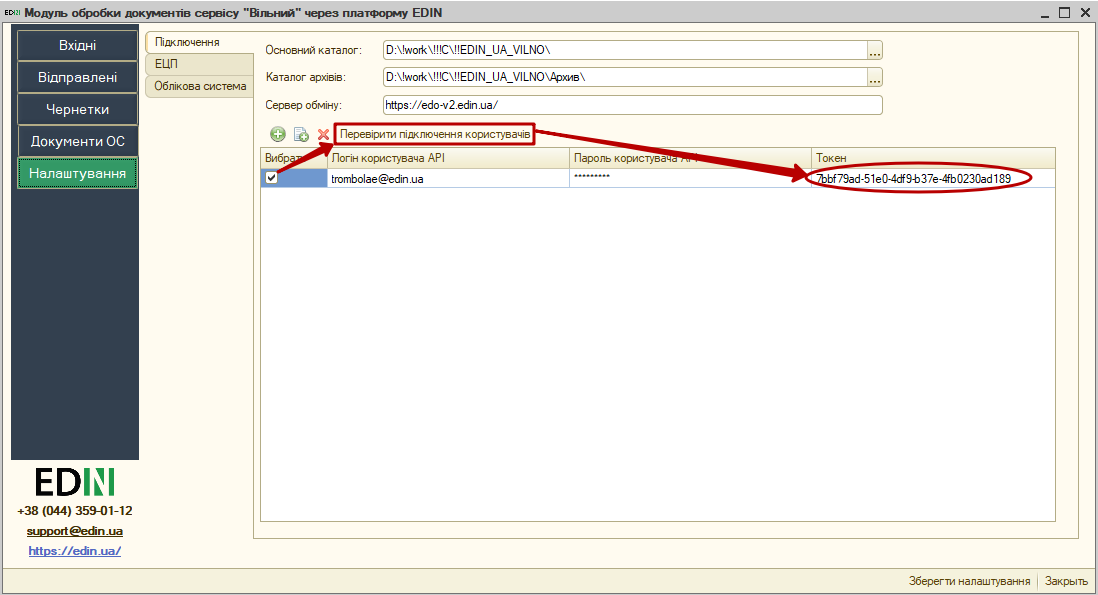 EDIN Модуль обробки документів сервісу "Вільний" через платформу EDIN
Вхідні
Відправлені
Чернетки
Документи ОС
Налаштування
Підключення
ЕЦП
Облікова система
Основний каталог: D:\!work\!!!C\!!EDIN_UA_VILNO\ ...
Каталог архівів: D:\!work\!!!C\!!EDIN_UA_VILNO\Архив\ ...
Сервер обміну: https://edo-v2.edin.ua/
Перевірити підключення користувачів
Вибрат Логін користувача API Пароль користувача API Токен
trombolae@edin.ua ********* 7bbf79ad-51e0-4df9-b37e-4fb0230ad189
EDIN
+38 (044) 359-01-12
support@edin.ua
https://edin.ua/
Зберегти налаштування Закрыть